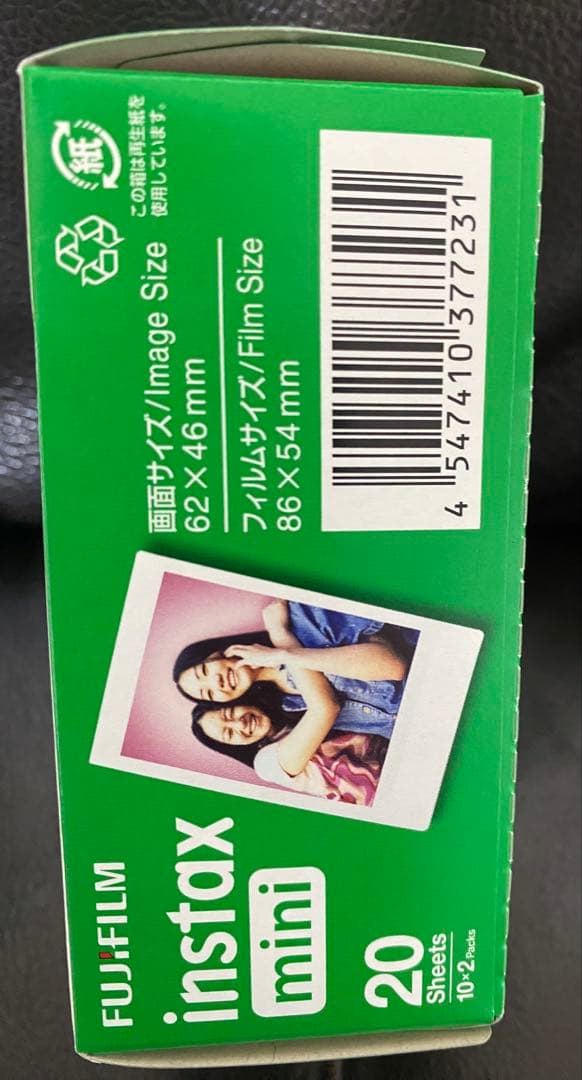 FUJIFILM
instax
mini
20
Sheets
10×2 Packs
画面サイズ/Image Size
62×46mm
フィルムサイズ/Film Size
86×54mm
紙
この箱は再生紙を
使用しています。
4 547410 377231